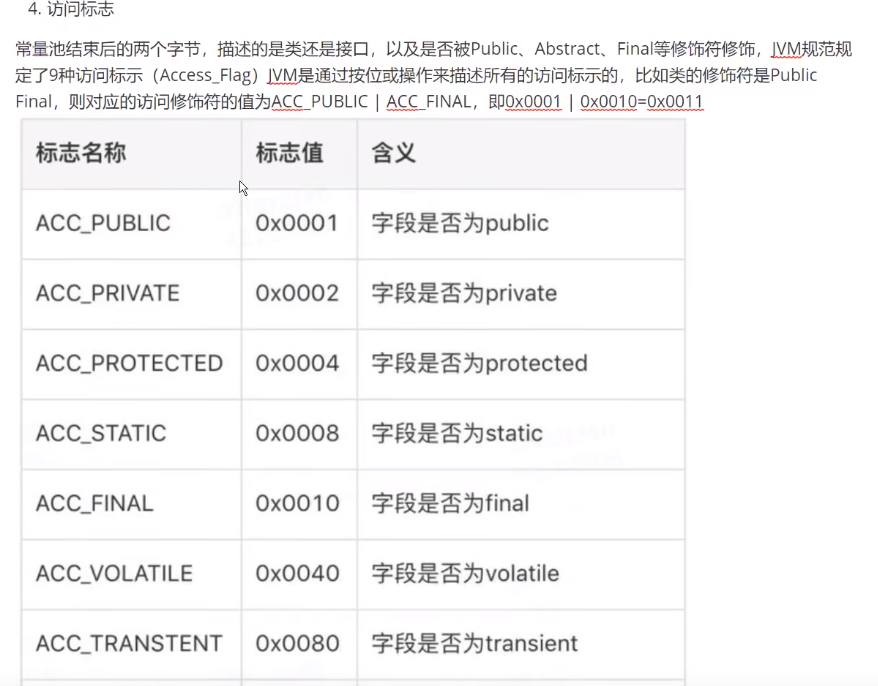 4. 访问标志
常量池结束后的两个字节，描述的是类还是接口，以及是否被Public、Abstract、Final等修饰符修饰，JVM规范规
定了9种访问标示（Access_Flag）JVM是通过按位或操作来描述所有的访问标示的，比如类的修饰符是Public
Final，则对应的访问修饰符的值为ACC_PUBLIC | ACC_FINAL，即0x0001 | 0x0010=0x0011
标志名称 标志值 含义
ACC_PUBLIC 0x0001 字段是否为public
ACC_PRIVATE 0x0002 字段是否为private
ACC_PROTECTED 0x0004 字段是否为protected
ACC_STATIC 0x0008 字段是否为static
ACC_FINAL 0x0010 字段是否为final
ACC_VOLATILE 0x0040 字段是否为volatile
ACC_TRANSTENT 0x0080 字段是否为transient